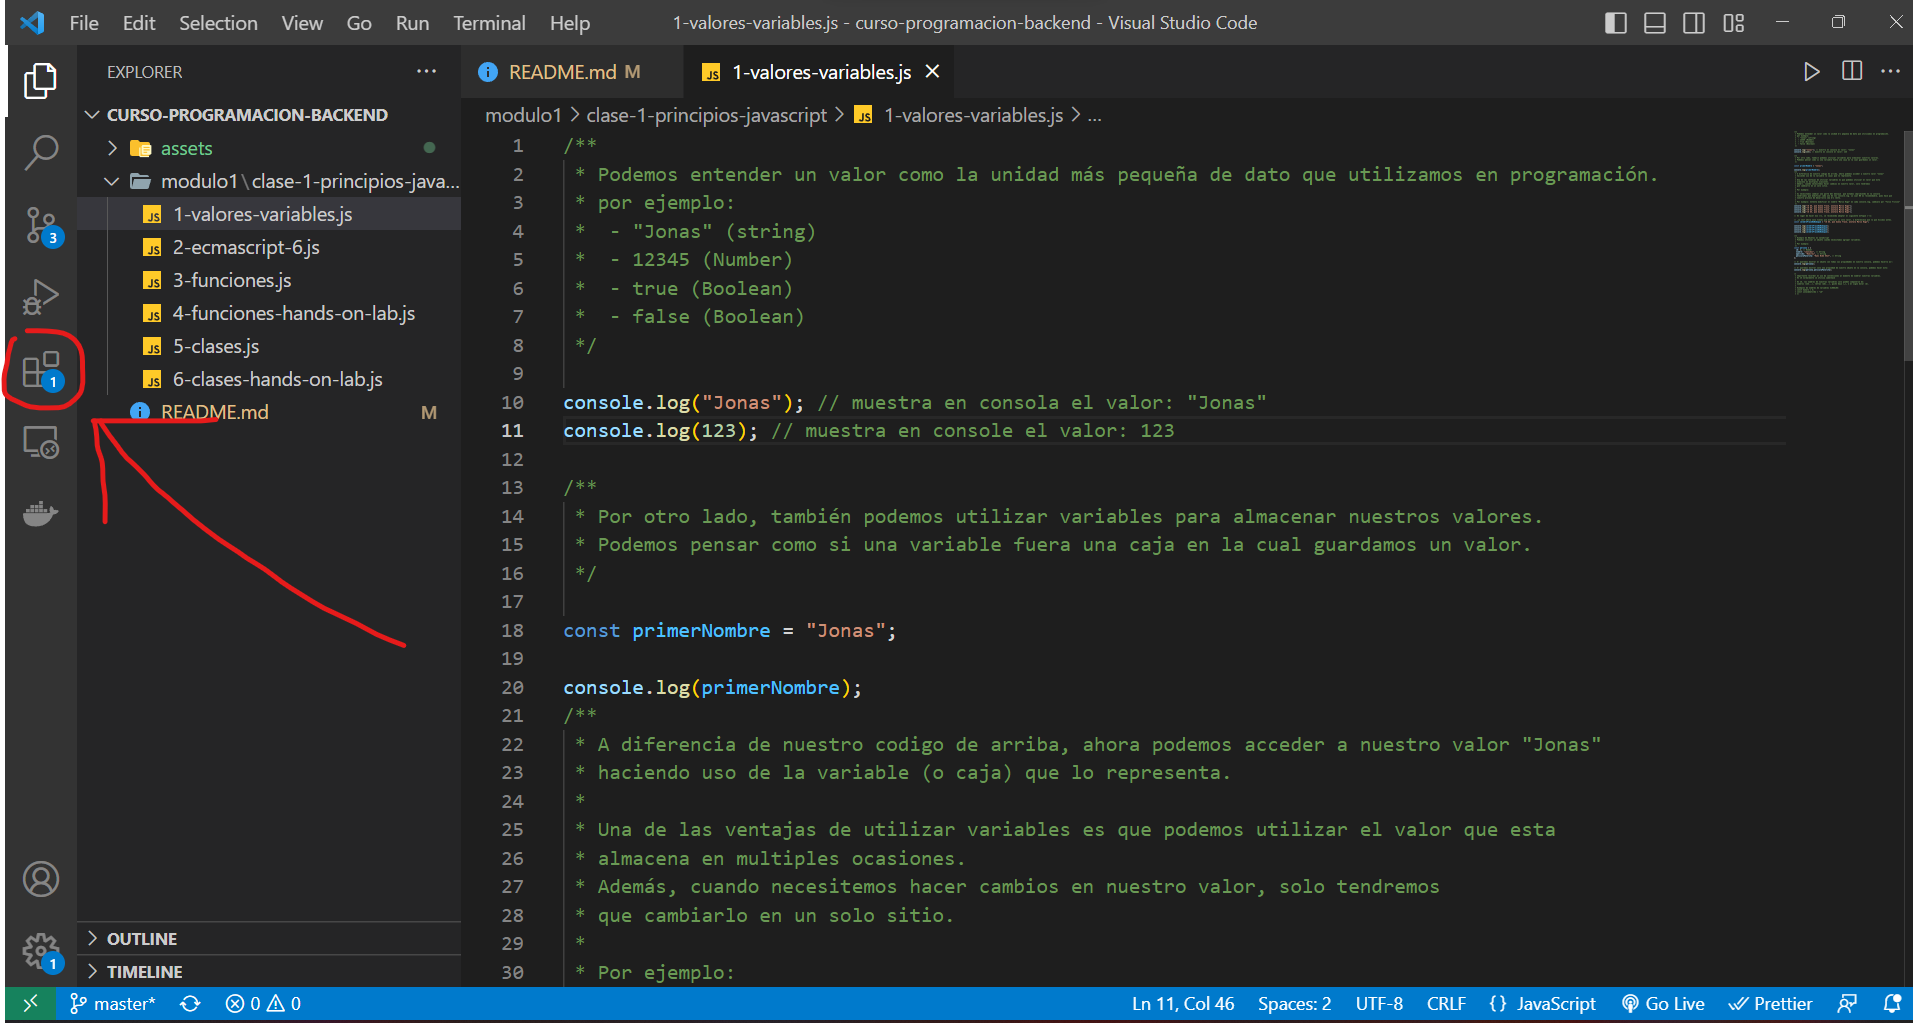 File Edit Selection View Go Run Terminal Help 1-valores-variables.js - curso-programacion-backend - Visual Studio Code
EXPLORER
README.md M
JS 1-valores-variables.js
CURSO-PROGRAMACION-BACKEND
assets
modulo1\clase-1-principios-java...
JS 1-valores-variables.js
JS 2-ecmascript-6.js
JS 3-funciones.js
JS 4-funciones-hands-on-lab.js
JS 5-clases.js
JS 6-clases-hands-on-lab.js
README.md M
3
1
1
OUTLINE
TIMELINE
modulo1 > clase-1-principios-javascript > JS 1-valores-variables.js > ...
1 /**
2 * Podemos entender un valor como la unidad más pequeña de dato que utilizamos en programación.
3 * por ejemplo:
4 * - "Jonas" (string)
5 * - 12345 (Number)
6 * - true (Boolean)
7 * - false (Boolean)
8 */
9
10 console.log("Jonas"); // muestra en consola el valor: "Jonas"
11 console.log(123); // muestra en console el valor: 123
12
13 /**
14 * Por otro lado, también podemos utilizar variables para almacenar nuestros valores.
15 * Podemos pensar como si una variable fuera una caja en la cual guardamos un valor.
16 */
17
18 const primerNombre = "Jonas";
19
20 console.log(primerNombre);
21 /**
22 * A diferencia de nuestro codigo de arriba, ahora podemos acceder a nuestro valor "Jonas"
23 * haciendo uso de la variable (o caja) que lo representa.
24 *
25 * Una de las ventajas de utilizar variables es que podemos utilizar el valor que esta
26 * almacena en multiples ocasiones.
27 * Además, cuando necesitemos hacer cambios en nuestro valor, solo tendremos
28 * que cambiarlo en un solo sitio.
29 *
30 * Por ejemplo:
master* 0 0 Ln 11, Col 46 Spaces: 2 UTF-8 CRLF {} JavaScript Go Live Prettier